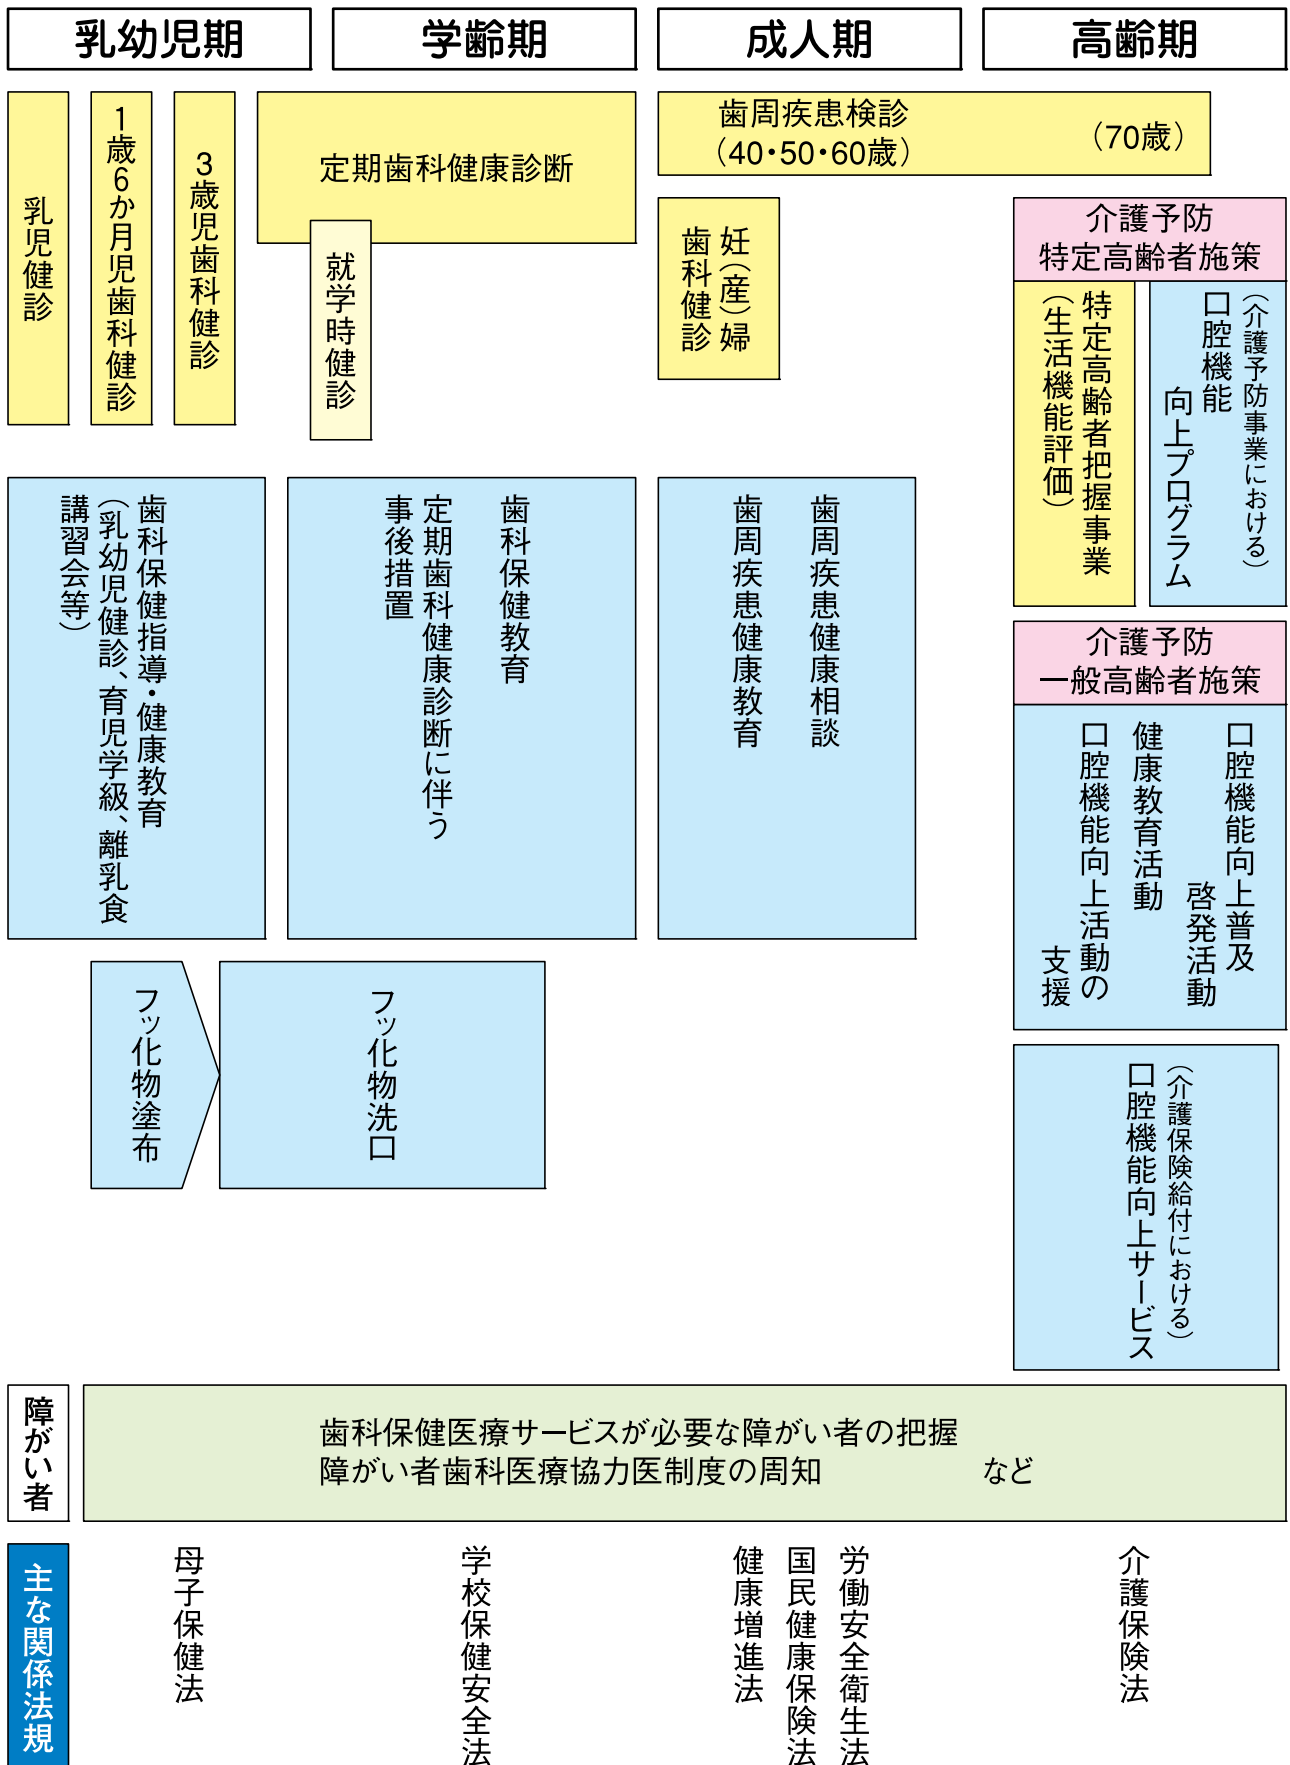 乳幼児期
学齢期
成人期
高齢期
乳児健診
1歳6か月児歯科健診
3歳児歯科健診
定期歯科健康診断
就学時健診
歯周疾患検診
（40・50・60歳）
（70歳）
妊（産）婦
歯科健診
介護予防
特定高齢者施策
特定高齢者把握事業
（生活機能評価）
（介護予防事業における）
口腔機能
向上プログラム
歯科保健指導・健康教育
（乳幼児健診、育児学級、離乳食
講習会等）
歯科保健教育
定期歯科健康診断に伴う
事後措置
歯周疾患健康相談
歯周疾患健康教育
介護予防
一般高齢者施策
口腔機能向上普及
啓発活動
健康教育活動
口腔機能向上活動の
支援
フッ化物塗布
フッ化物洗口
（介護保険給付における）
口腔機能向上サービス
障がい者
歯科保健医療サービスが必要な障がい者の把握
障がい者歯科医療協力医制度の周知　など
主な関係法規
母子保健法
学校保健安全法
労働安全衛生法
国民健康保険法
健康増進法
介護保険法